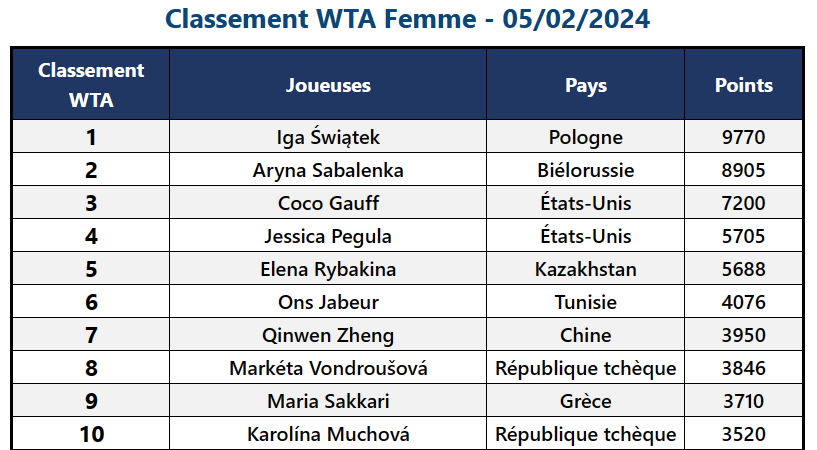 Classement WTA Femme - 05/02/2024
Classement WTA Joueuses Pays Points
1 Iga Świątek Pologne 9770
2 Aryna Sabalenka Biélorussie 8905
3 Coco Gauff États-Unis 7200
4 Jessica Pegula États-Unis 5705
5 Elena Rybakina Kazakhstan 5688
6 Ons Jabeur Tunisie 4076
7 Qinwen Zheng Chine 3950
8 Markéta Vondroušová République tchèque 3846
9 Maria Sakkari Grèce 3710
10 Karolína Muchová République tchèque 3520